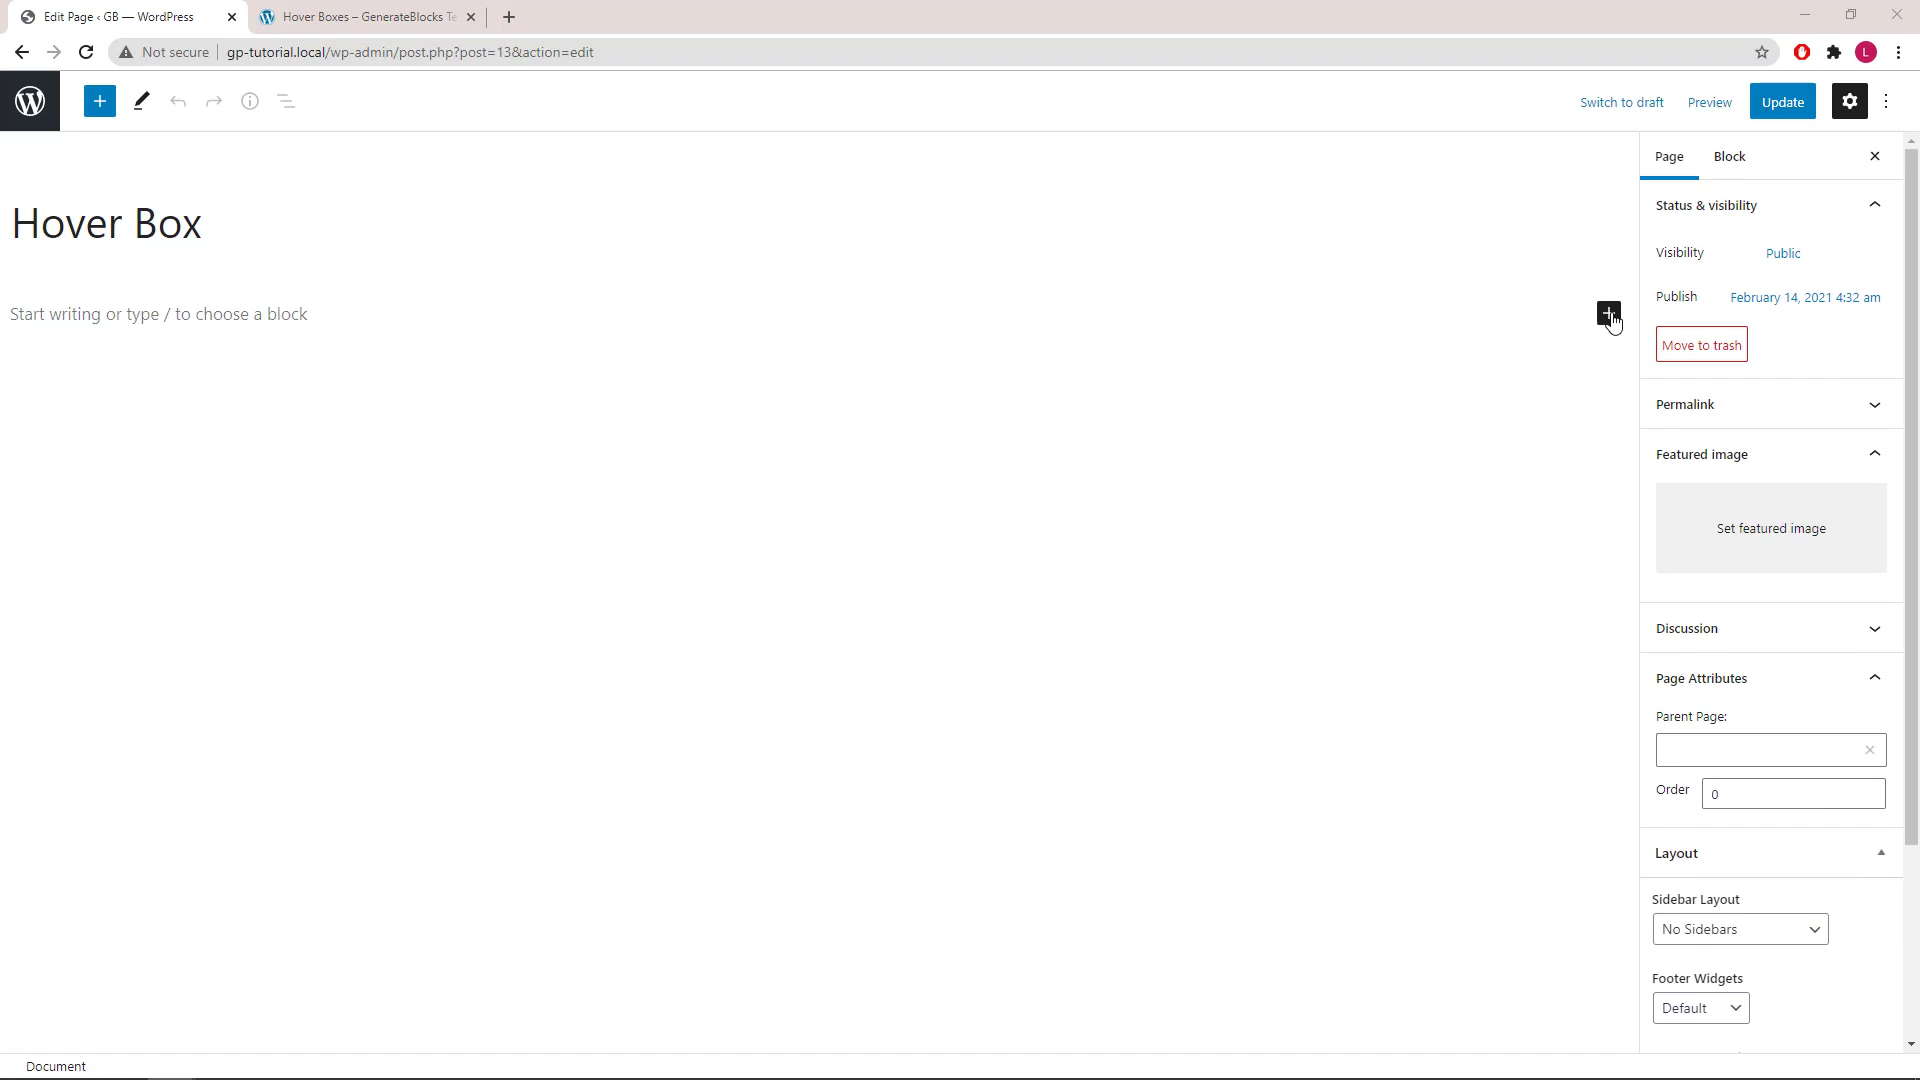 Edit Page ‹ GB — WordPress
Hover Boxes – GenerateBlocks Te
Not secure
gp-tutorial.local/wp-admin/post.php?post=13&action=edit
L
Switch to draft
Preview
Update
Page
Block
Hover Box
Status & visibility
Visibility
Public
Start writing or type / to choose a block
Publish
February 14, 2021 4:32 am
Move to trash
Permalink
Featured image
Set featured image
Discussion
Page Attributes
Parent Page:
Order
0
Layout
Sidebar Layout
No Sidebars
Footer Widgets
Default
Document